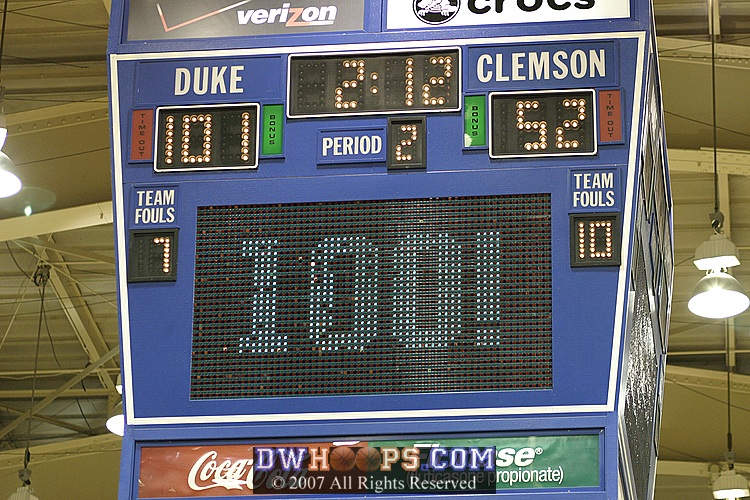 verizon
crocs
DUKE
2:12
CLEMSON
TIME OUT
101
BONUS
PERIOD
2
BONUS
52
TIME OUT
TEAM
FOULS
7
TEAM
FOULS
10
100!
Coca
DWHOOPS.COM
se®
propionate)
© 2007 All Rights Reserved